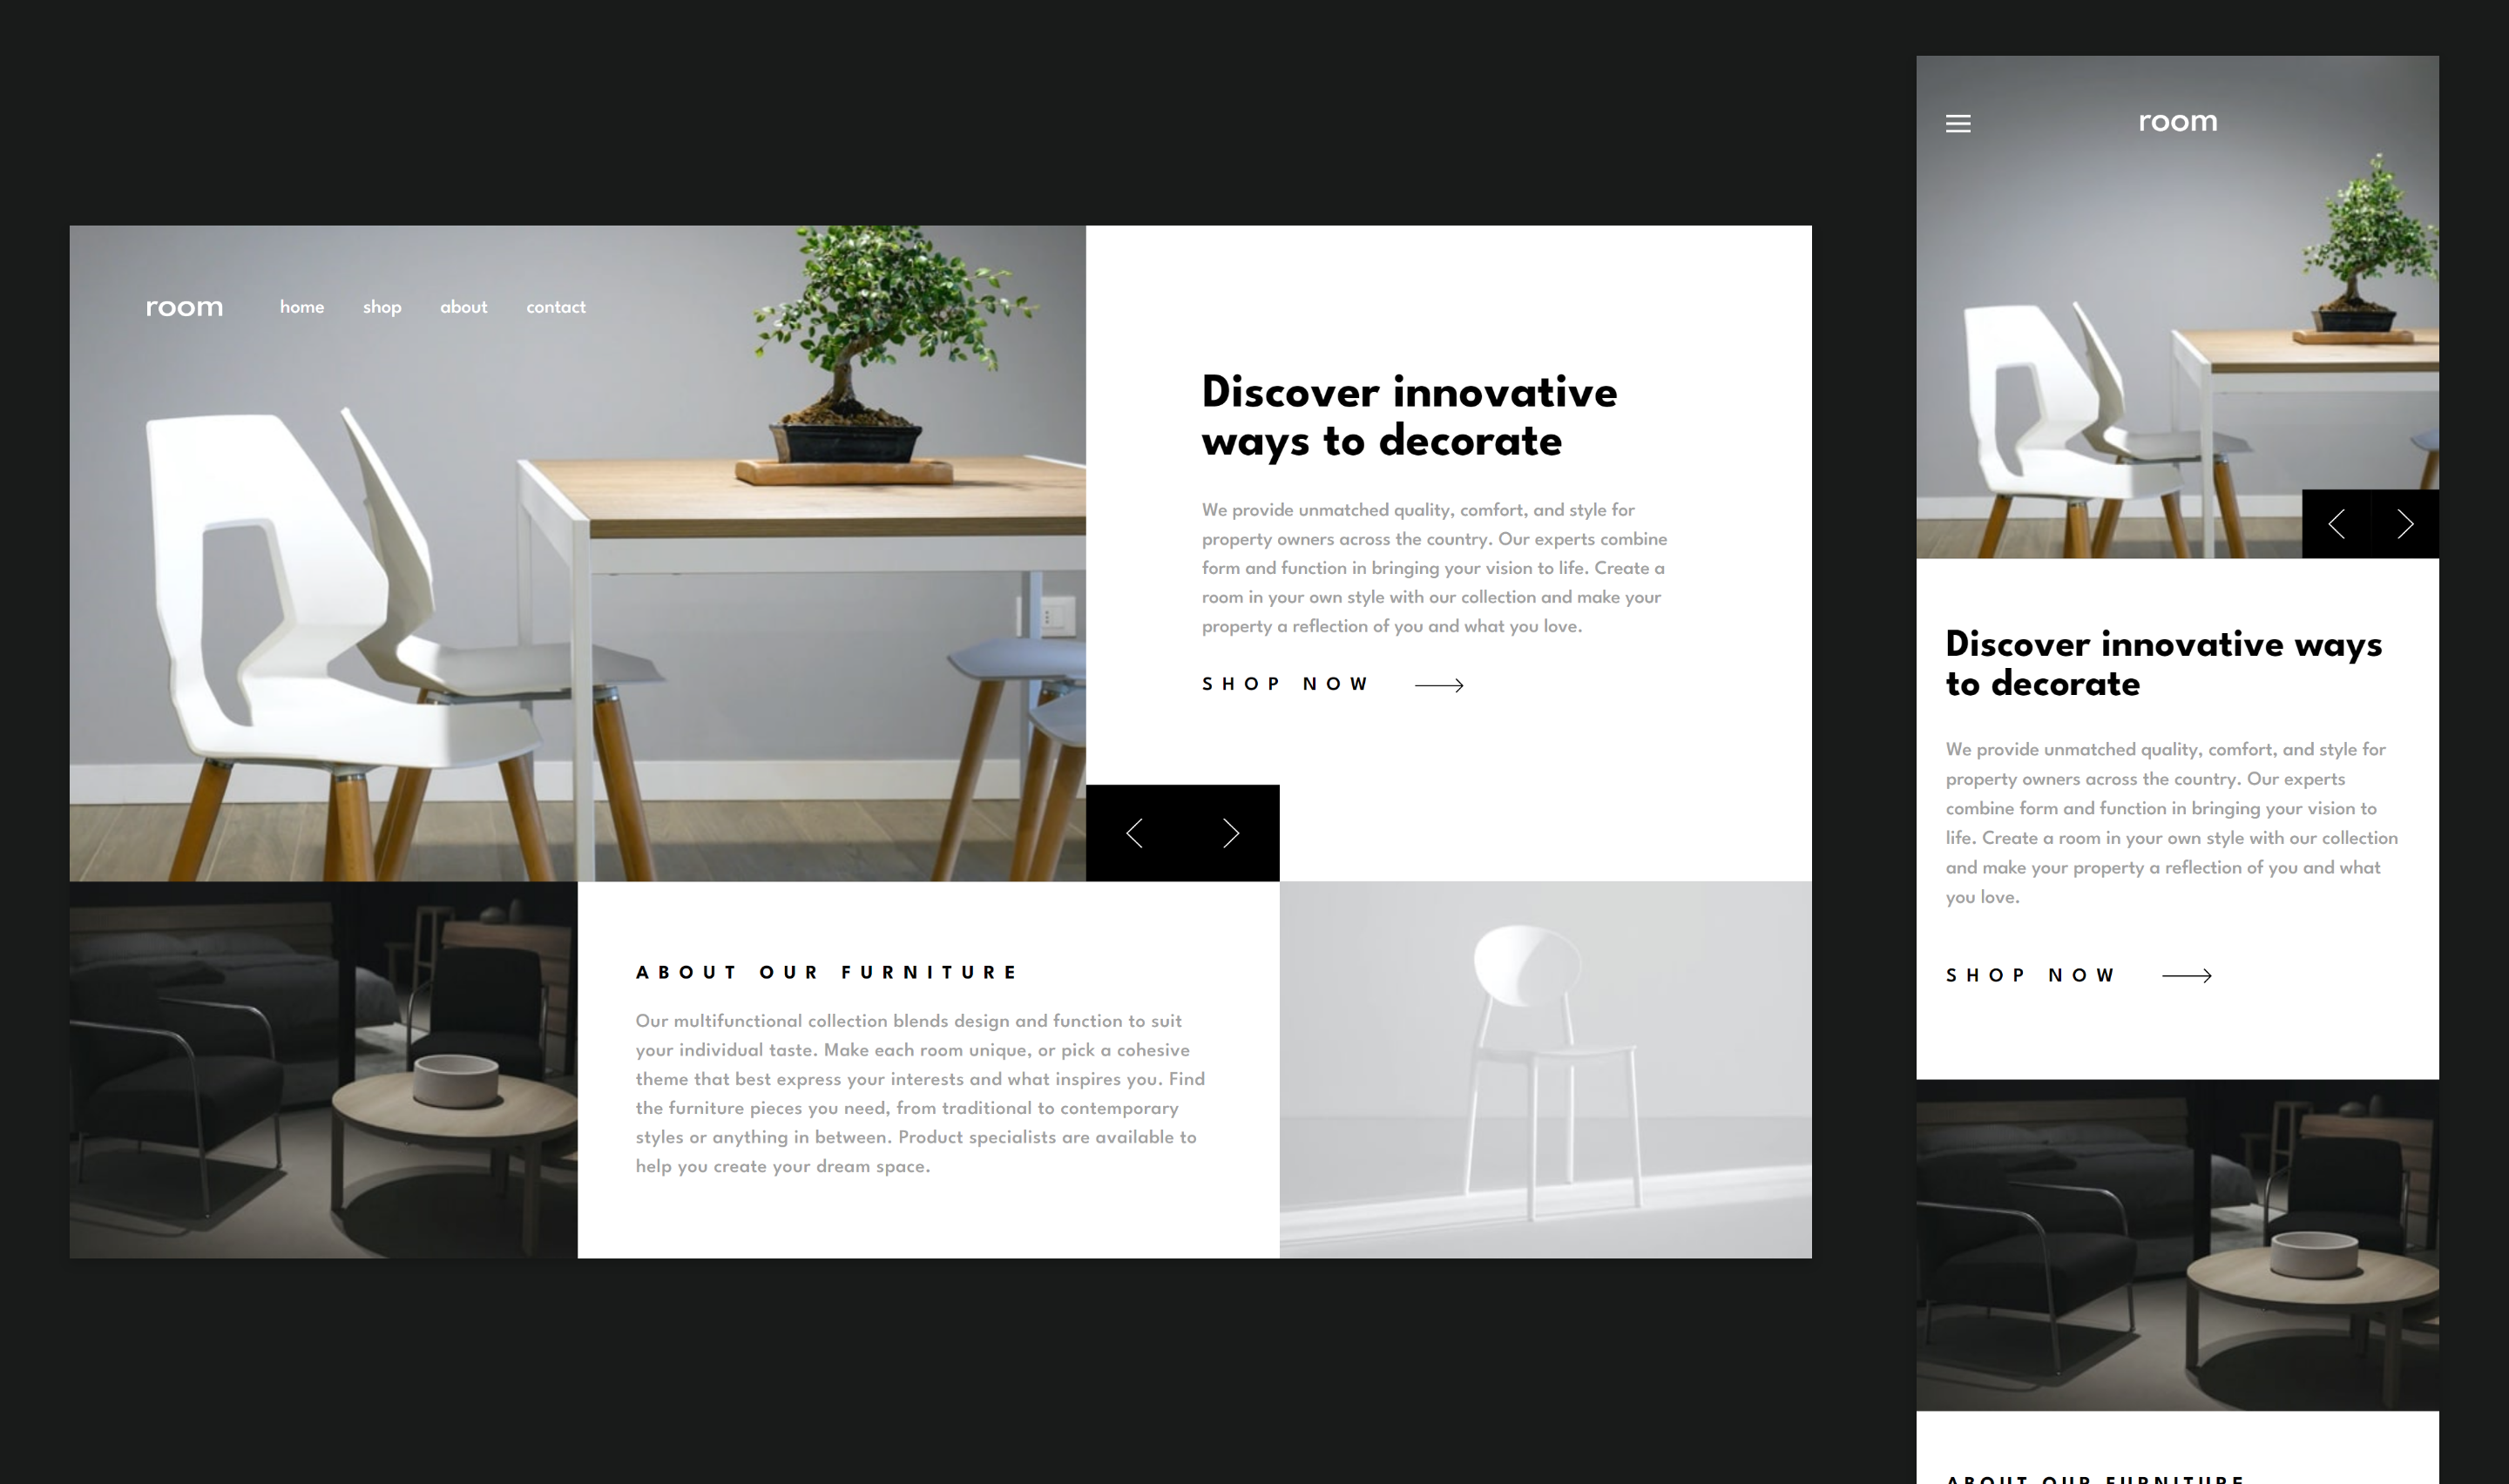 room home shop about contact
Discover innovative
ways to decorate
We provide unmatched quality, comfort, and style for
property owners across the country. Our experts combine
form and function in bringing your vision to life. Create a
room in your own style with our collection and make your
property a reflection of you and what you love.
SHOP NOW
ABOUT OUR FURNITURE
Our multifunctional collection blends design and function to suit
your individual taste. Make each room unique, or pick a cohesive
theme that best express your interests and what inspires you. Find
the furniture pieces you need, from traditional to contemporary
styles or anything in between. Product specialists are available to
help you create your dream space.
room
Discover innovative ways
to decorate
We provide unmatched quality, comfort, and style for
property owners across the country. Our experts
combine form and function in bringing your vision to
life. Create a room in your own style with our collection
and make your property a reflection of you and what
you love.
SHOP NOW
ABOUT OUR FURNITURE